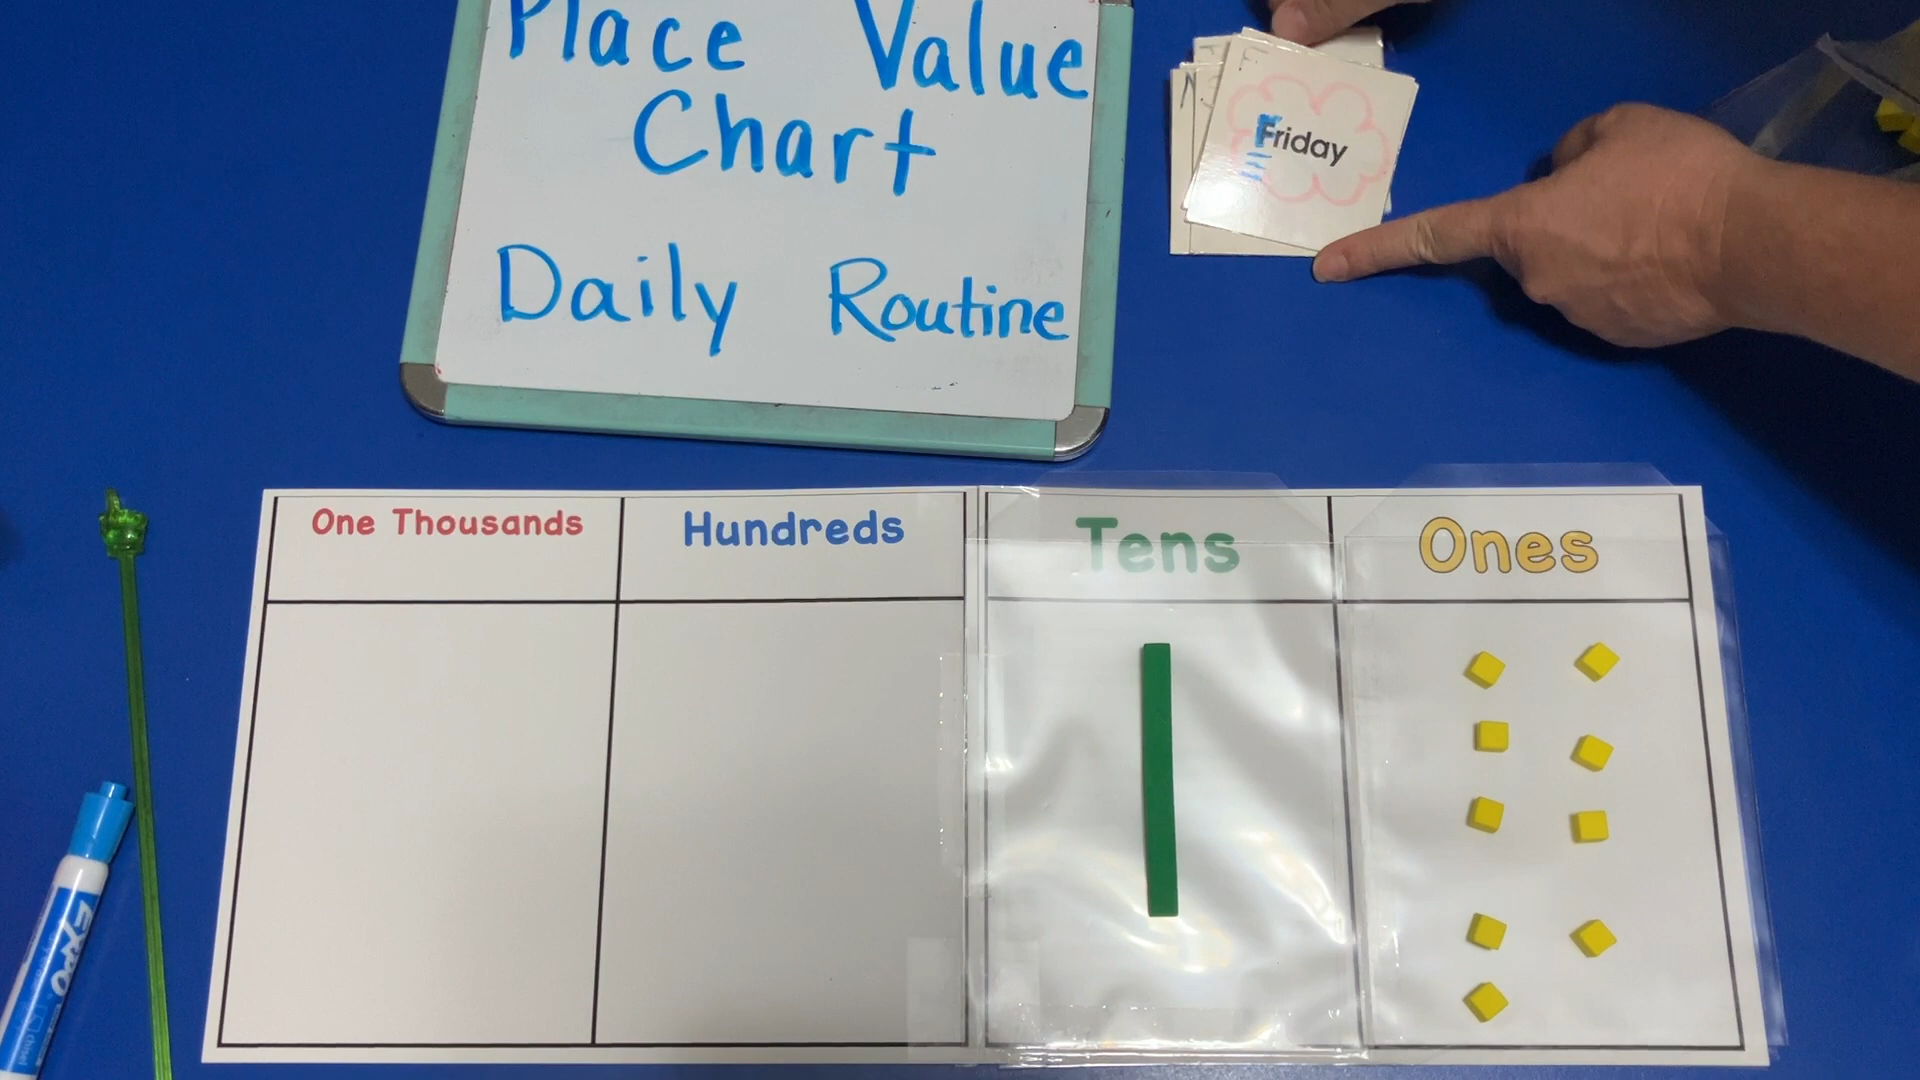 Place Value
Chart
Daily Routine
F
Friday
One Thousands
Hundreds
Tens
Ones
EXPO